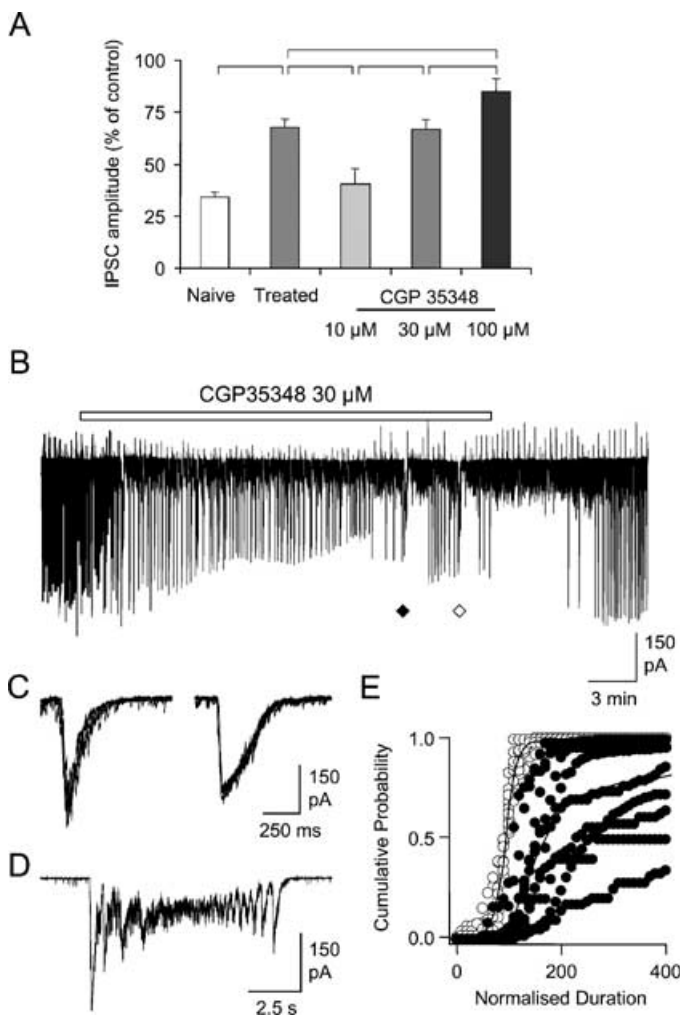 A
IPSC amplitude (% of control)
100
75
50
25
0
Naive Treated CGP 35348
10 µM 30 µM 100 µM
B
CGP35348 30 µM
150
pA
3 min
C
150
pA
250 ms
D
150
pA
2.5 s
E
Cumulative Probability
1.0
0.5
0.0
0 200 400
Normalised Duration